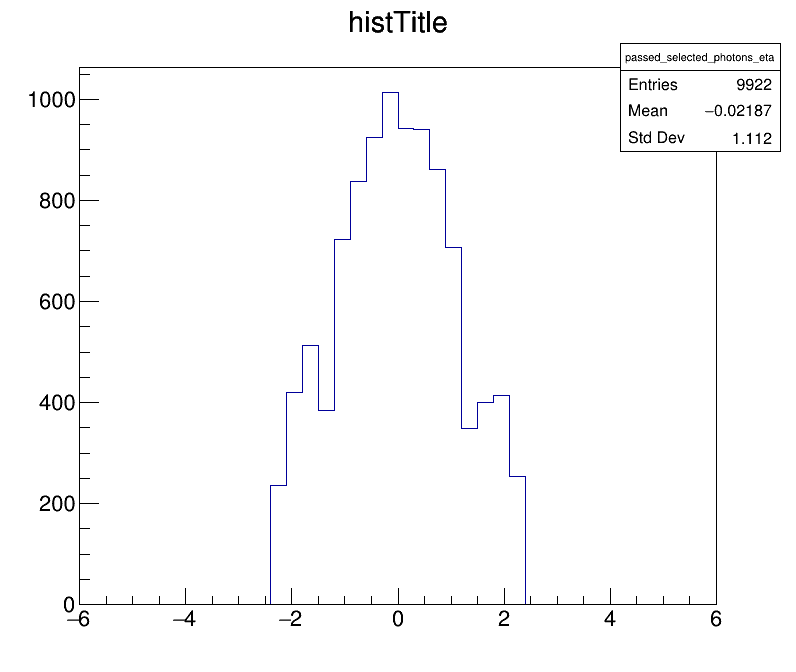 histTitle
passed_selected_photons_eta
Entries 9922
Mean −0.02187
Std Dev 1.112
1000
800
600
400
200
0
−6 −4 −2 0 2 4 6